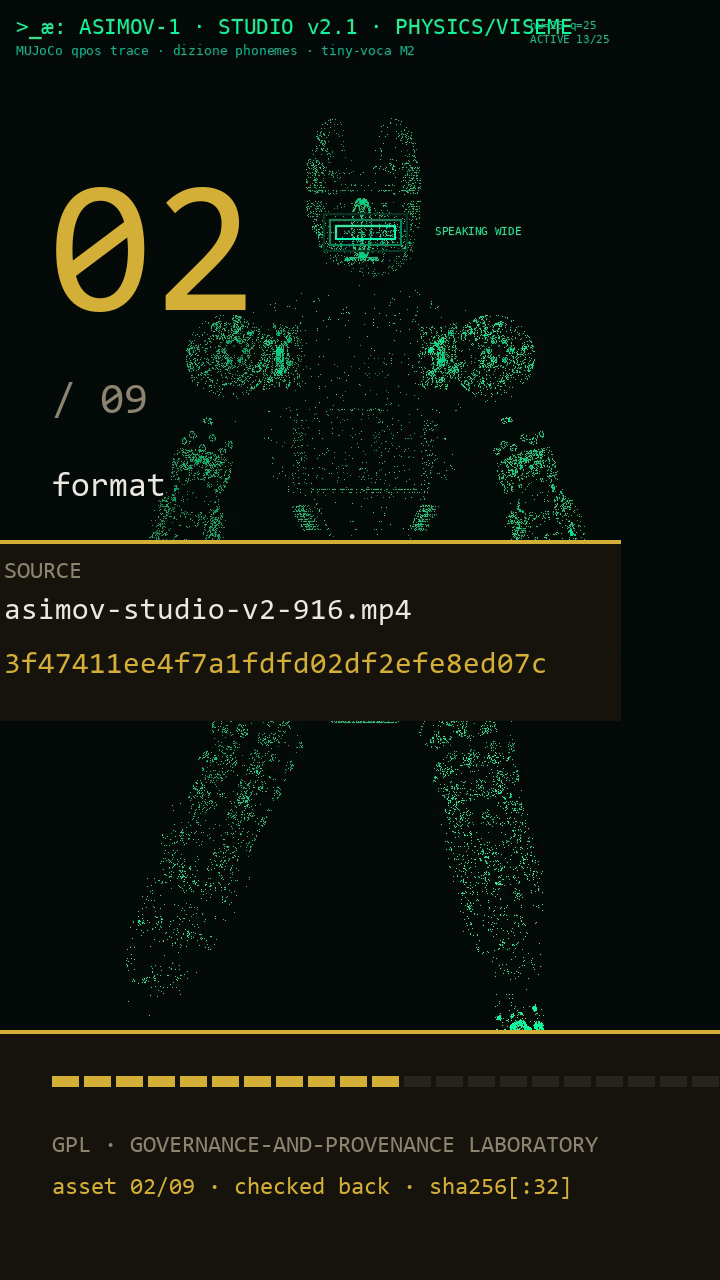 >_æ: ASIMOV-1 · STUDIO v2.1 · PHYSICS/VISEME
MUJoCo qpos trace · dizione phonemes · tiny-voca M2
q=25
ACTIVE 13/25
SPEAKING WIDE
02
/ 09
format
SOURCE
asimov-studio-v2-916.mp4
3f47411ee4f7a1fdfd02df2efe8ed07c
GPL · GOVERNANCE-AND-PROVENANCE LABORATORY
asset 02/09 · checked back · sha256[:32]